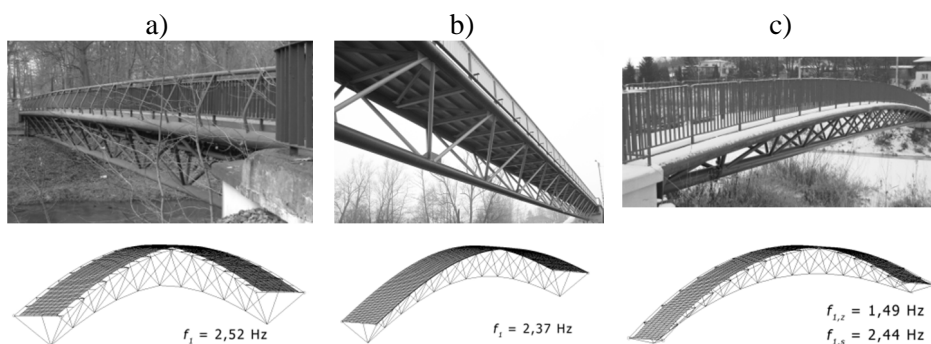 a) b) c)
f₁ = 2,52 Hz
f₁ = 2,37 Hz
f₁,z = 1,49 Hz
f₁,s = 2,44 Hz